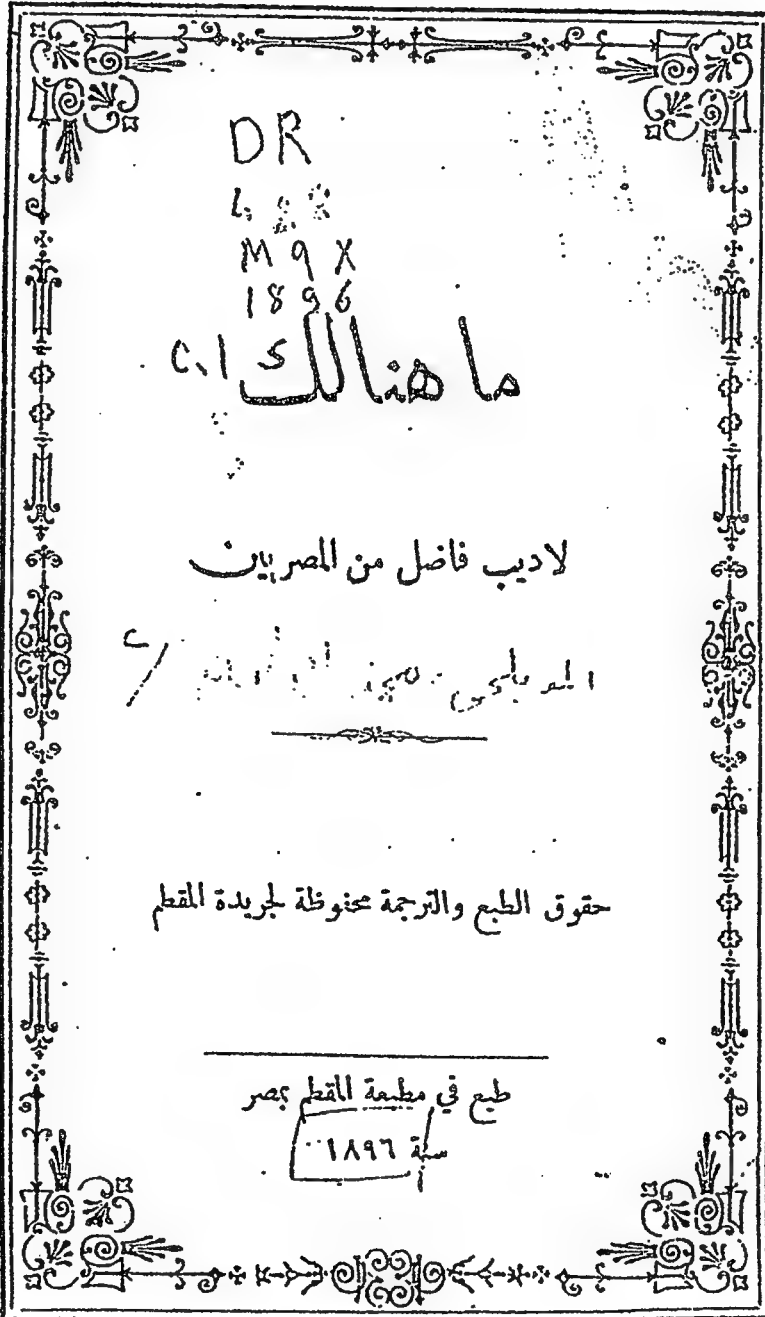 DR
M9X
1896
c.1
ما هنالك
لاديب فاضل من المصريين
حقوق الطبع والترجمة محفوظة لجريدة المقطم
طبع في مطبعة المقطم بمصر
سنة ١٨٩٦